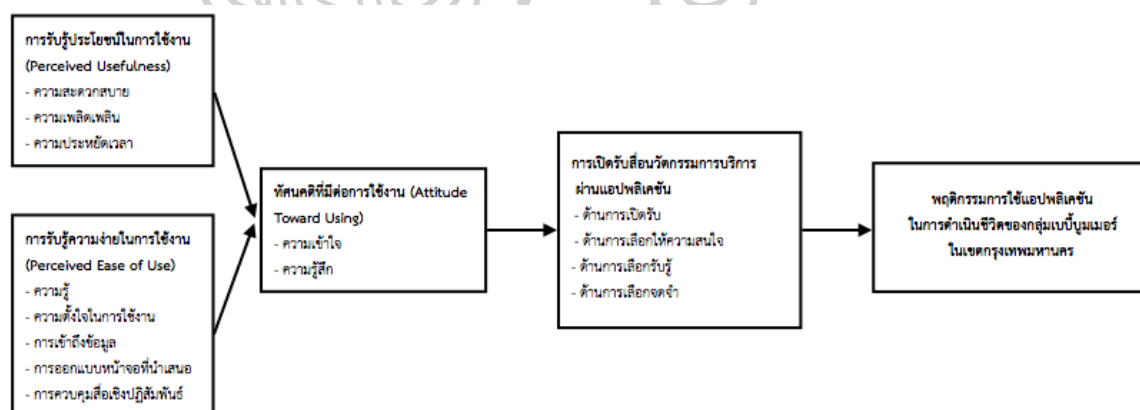 การรับรู้ประโยชน์ในการใช้งาน
(Perceived Usefulness)
- ความสะดวกสบาย
- ความเพลิดเพลิน
- ความประหยัดเวลา
การรับรู้ความง่ายในการใช้งาน
(Perceived Ease of Use)
- ความรู้
- ความตั้งใจในการใช้งาน
- การเข้าถึงข้อมูล
- การออกแบบหน้าจอที่นำเสนอ
- การควบคุมสื่อเชิงปฏิสัมพันธ์
ทัศนคติที่มีต่อการใช้งาน (Attitude
Toward Using)
- ความเข้าใจ
- ความรู้สึก
การเปิดรับสื่อนวัตกรรมการบริการ
ผ่านแอปพลิเคชัน
- ด้านการเปิดรับ
- ด้านการเลือกให้ความสนใจ
- ด้านการเลือกรับรู้
- ด้านการเลือกจดจำ
พฤติกรรมการใช้แอปพลิเคชัน
ในการดำเนินชีวิตของกลุ่มเบบี้บูมเมอร์
ในเขตกรุงเทพมหานคร